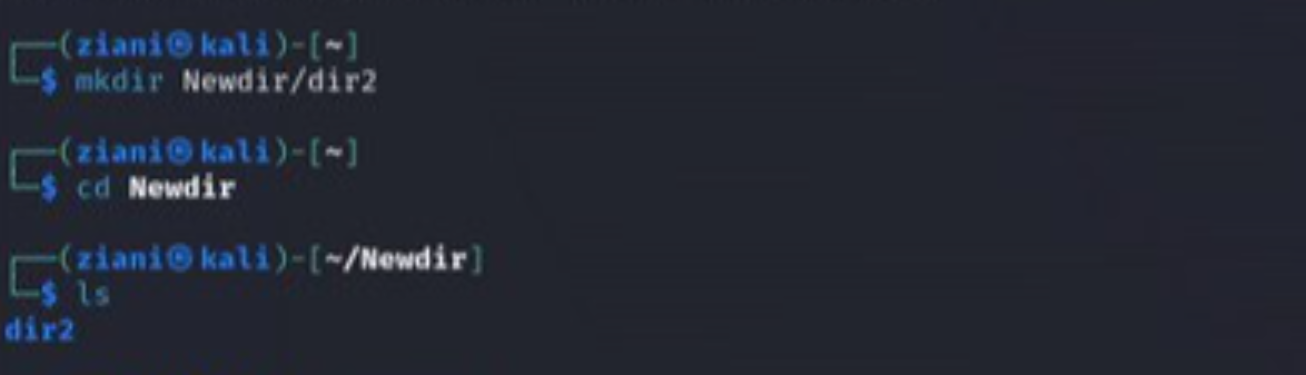 ┌──(ziani㉿kali)-[~]
└─$ mkdir Newdir/dir2
┌──(ziani㉿kali)-[~]
└─$ cd Newdir
┌──(ziani㉿kali)-[~/Newdir]
└─$ ls
dir2